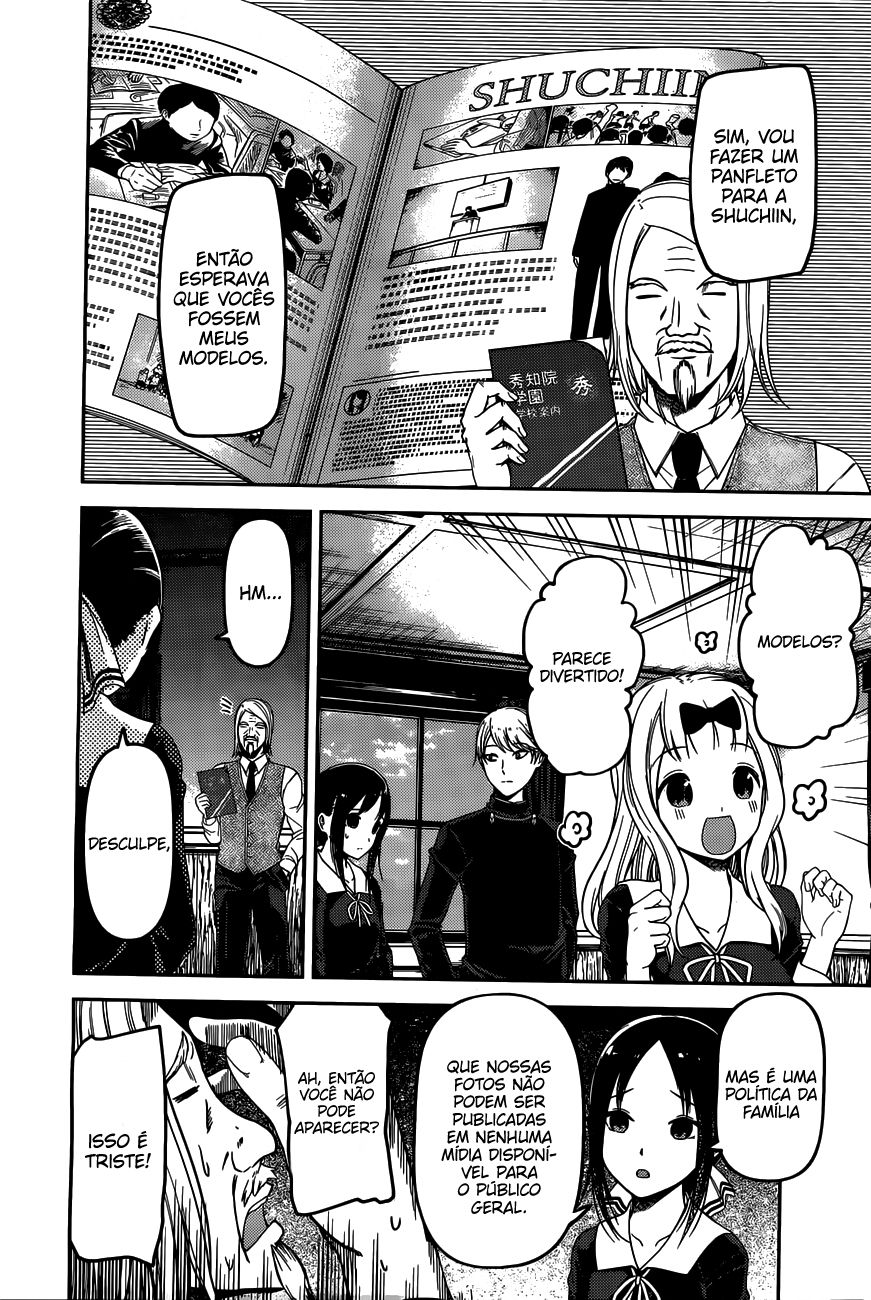 SHUCHIIN
SIM, VOU
FAZER UM
PANFLETO
PARA A
SHUCHIIN,
ENTÃO
ESPERAVA
QUE VOCÊS
FOSSEM
MEUS
MODELOS.
秀知院
学園
学校案内
秀
MODELOS?
PARECE
DIVERTIDO!
HM...
DESCULPE,
MAS É UMA
POLÍTICA DA
FAMÍLIA
QUE NOSSAS
FOTOS NÃO
PODEM SER
PUBLICADAS
EM NENHUMA
MÍDIA DISPONÍ-
VEL PARA
O PÚBLICO
GERAL.
AH, ENTÃO
VOCÊ NÃO
PODE
APARECER?
ISSO É
TRISTE!